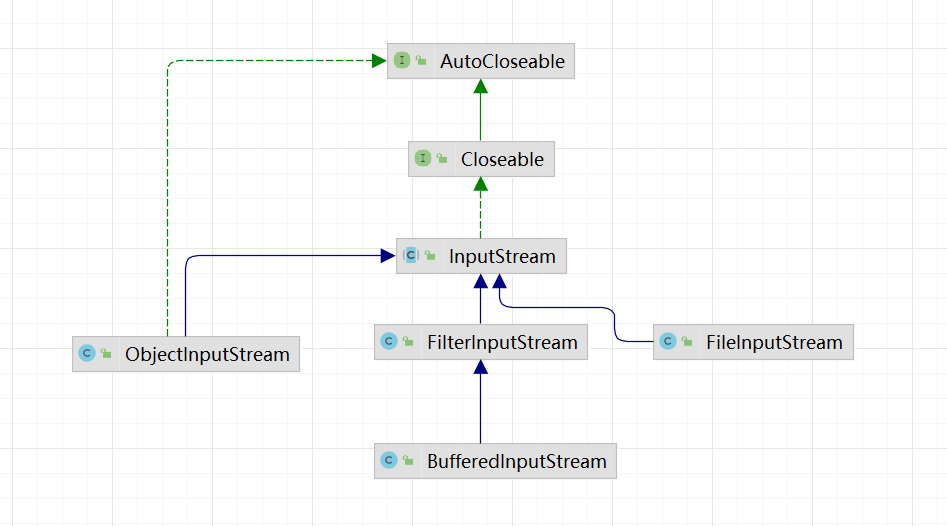 AutoCloseable
Closeable
InputStream
ObjectInputStream
FilterInputStream
FileInputStream
BufferedInputStream